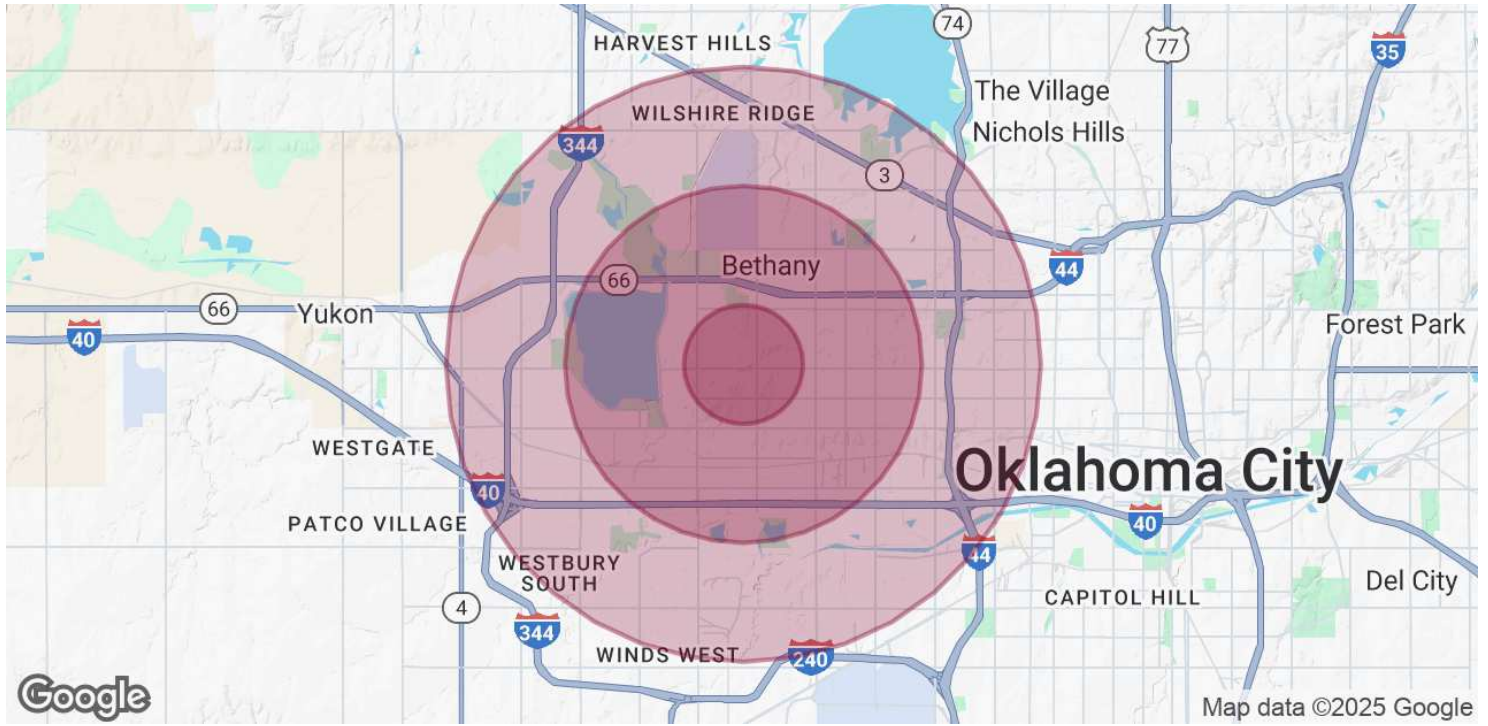 74
77
35
HARVEST HILLS
The Village
Nichols Hills
WILSHIRE RIDGE
344
3
Bethany
44
66
66
Yukon
40
Forest Park
WESTGATE
Oklahoma City
40
40
PATCO VILLAGE
44
WESTBURY
SOUTH
Del City
CAPITOL HILL
4
344
WINDS WEST
240
Google
Map data ©2025 Google